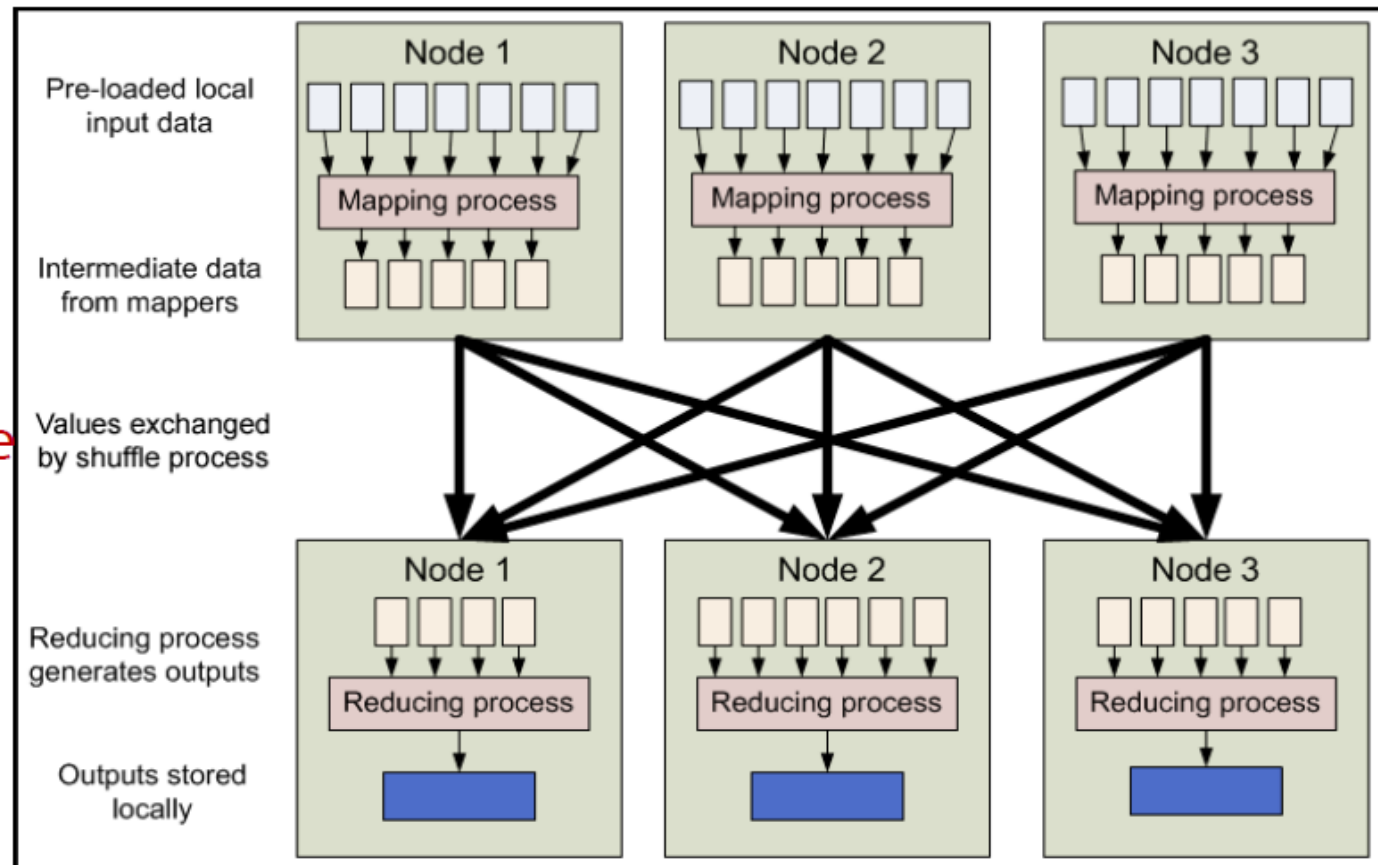 Node 1
Node 2
Node 3
Pre-loaded local
input data
Mapping process
Mapping process
Mapping process
Intermediate data
from mappers
Values exchanged
by shuffle process
e
Node 1
Node 2
Node 3
Reducing process
generates outputs
Reducing process
Reducing process
Reducing process
Outputs stored
locally